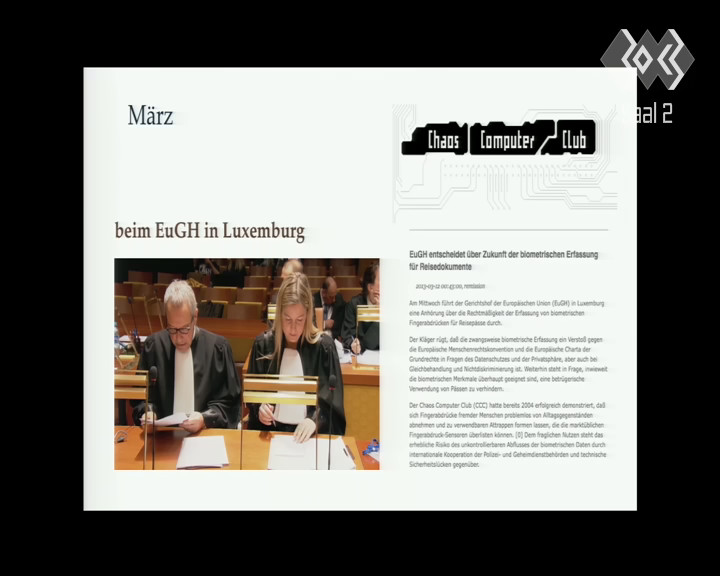 30C3
aal 2
März
Chaos Computer Club
beim EuGH in Luxemburg
EuGH entscheidet über Zukunft der biometrischen Erfassung
für Reisedokumente
2013-03-12 00:43:00, remission
Am Mittwoch führt der Gerichtshof der Europäischen Union (EuGH) in Luxemburg
eine Anhörung über die Rechtmäßigkeit der Erfassung von biometrischen
Fingerabdrücken für Reisepässe durch.
Der Kläger rügt, daß die zwangsweise biometrische Erfassung ein Verstoß gegen
die Europäische Menschenrechtskonvention und die Europäische Charta der
Grundrechte in Fragen des Datenschutzes und der Privatsphäre, aber auch bei
Gleichbehandlung und Nichtdiskriminierung ist. Weiterhin steht in Frage, inwieweit
die biometrischen Merkmale überhaupt geeignet sind, eine betrügerische
Verwendung von Pässen zu verhindern.
Der Chaos Computer Club (CCC) hatte bereits 2004 erfolgreich demonstriert, daß
sich Fingerabdrücke fremder Menschen problemlos von Alltagsgegenständen
abnehmen und zu verwendbaren Attrappen formen lassen, die die marktüblichen
Fingerabdruck-Sensoren überlisten können. [0] Dem fraglichen Nutzen steht das
erhebliche Risiko des unkontrollierbaren Abflusses der biometrischen Daten durch
internationale Kooperation der Polizei- und Geheimdienstbehörden und technische
Sicherheitslücken gegenüber.